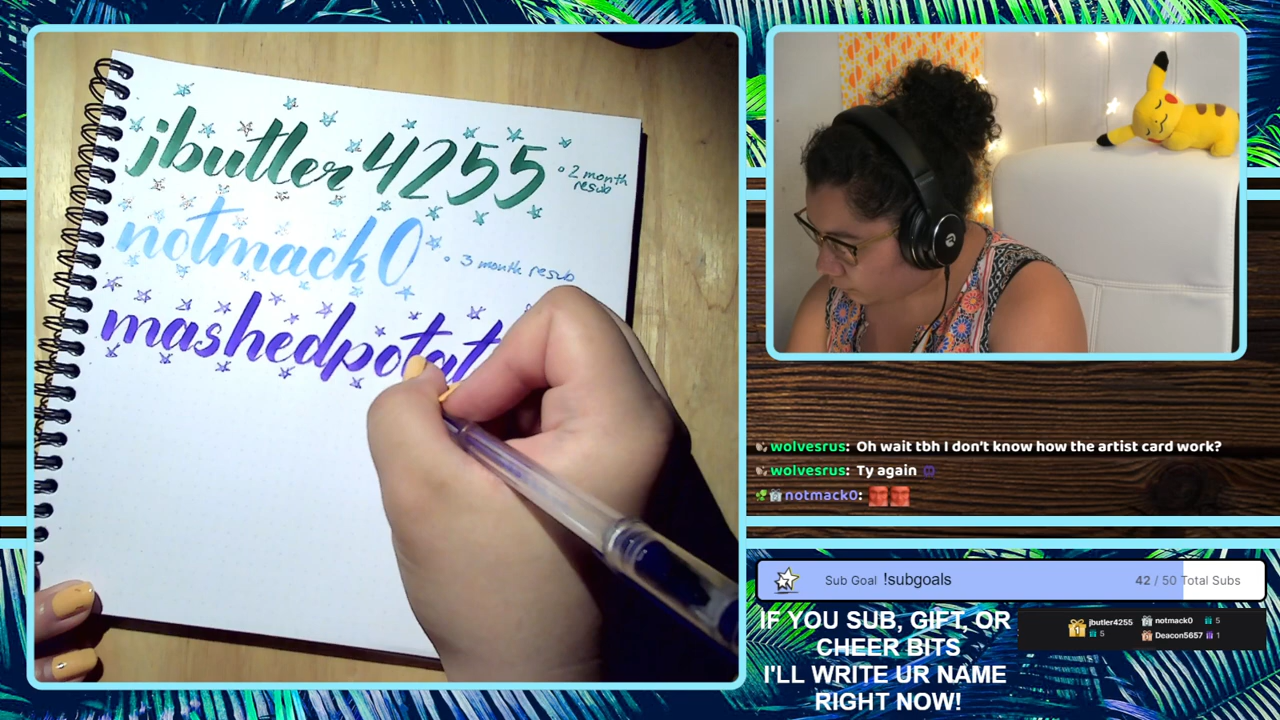 jbutler4255
• 2 month
resub
notmack0
• 3 month resub
mashedpotat
wolvesrus: Oh wait tbh I don't know how the artist card work?
wolvesrus: Ty again
notmack0:
Sub Goal !subgoals 42 / 50 Total Subs
IF YOU SUB, GIFT, OR
CHEER BITS
I'LL WRITE UR NAME
RIGHT NOW!
1 jbutler4255 5
notmack0 5
Deacon5657 1